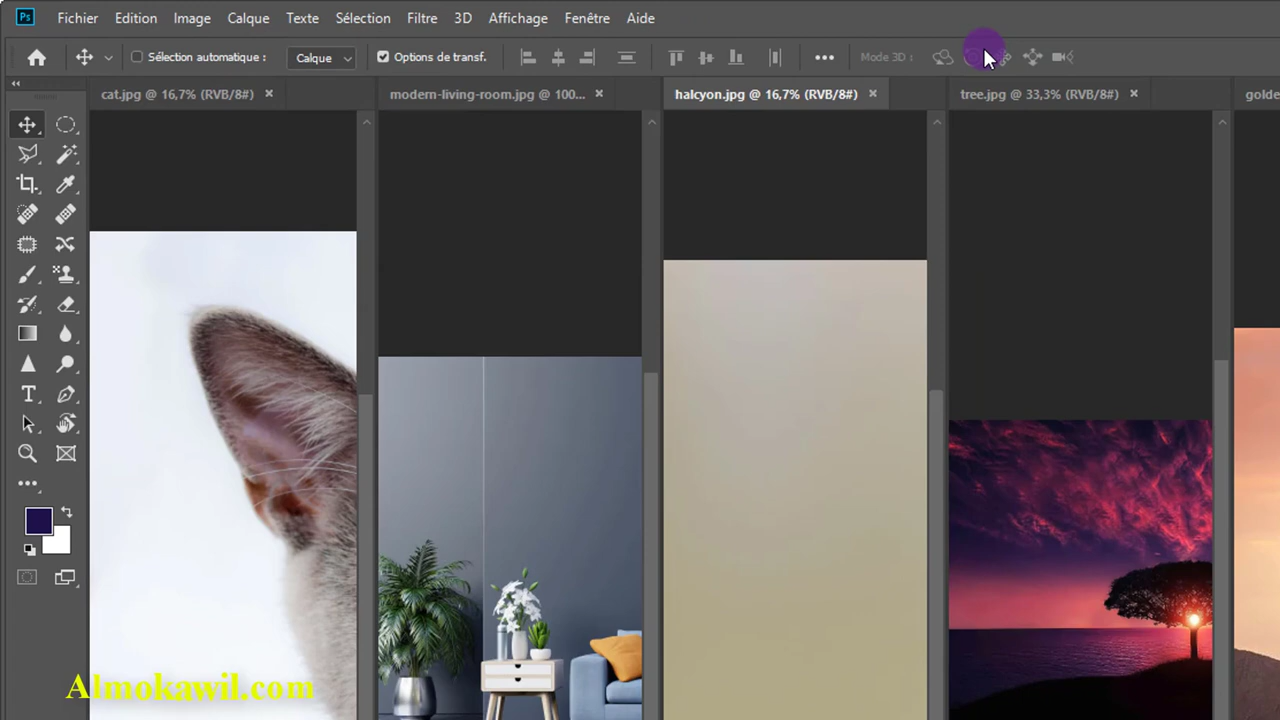 Ps Fichier Edition Image Calque Texte Sélection Filtre 3D Affichage Fenêtre Aide
Sélection automatique : Calque Options de transf. ••• Mode 3D :
cat.jpg @ 16,7% (RVB/8#) × modern-living-room.jpg @ 100... × halcyon.jpg @ 16,7% (RVB/8#) × tree.jpg @ 33,3% (RVB/8#) × golde
Almokawil.com